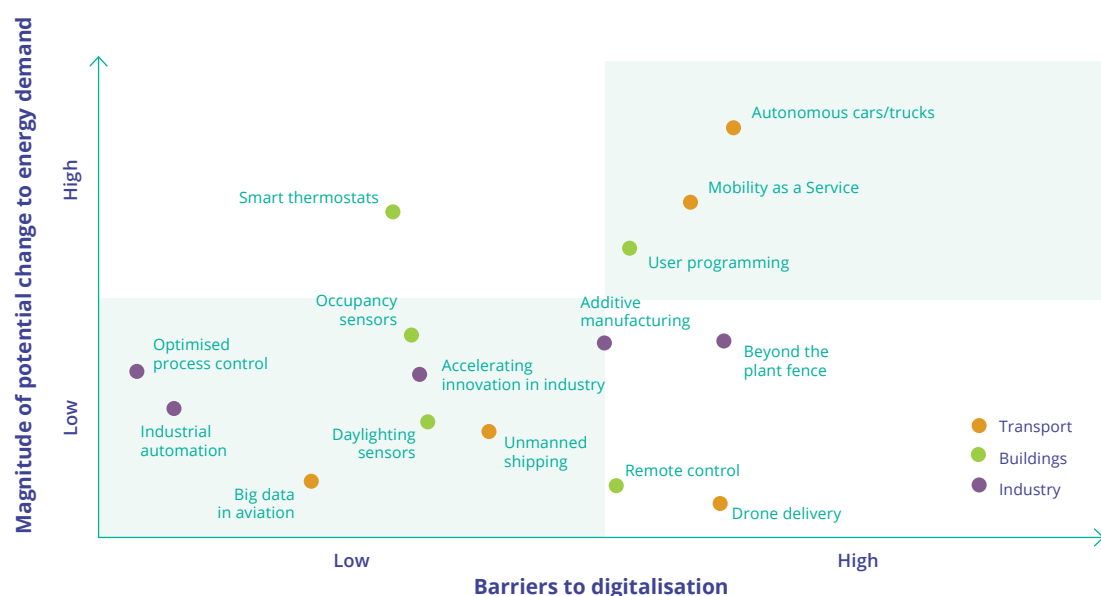 Magnitude of potential change to energy demand
High
Low
Autonomous cars/trucks
Mobility as a Service
Smart thermostats
User programming
Occupancy
sensors
Additive
manufacturing
Optimised
process control
Accelerating
innovation in industry
Beyond the
plant fence
Industrial
automation
Daylighting
sensors
Unmanned
shipping
Big data
in aviation
Remote control
Drone delivery
Transport
Buildings
Industry
Low
High
Barriers to digitalisation